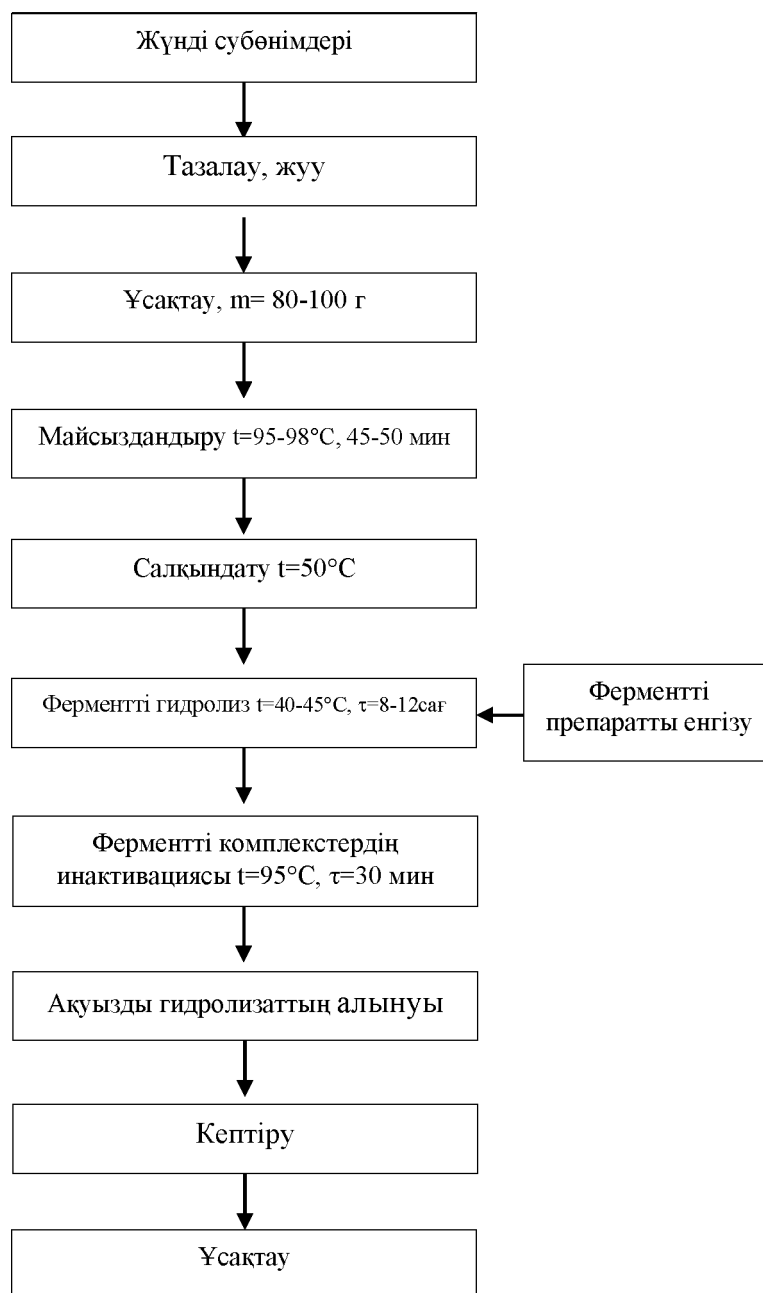 Жүнді субөнімдері
Тазалау, жуу
Ұсақтау, m= 80-100 г
Майсыздандыру t=95-98°C, 45-50 мин
Салқындату t=50°C
Ферментті гидролиз t=40-45°C, τ=8-12сағ
Ферментті
препаратты енгізу
Ферментті комплекстердің
инактивациясы t=95°C, τ=30 мин
Ақуызды гидролизаттың алынуы
Кептіру
Ұсақтау